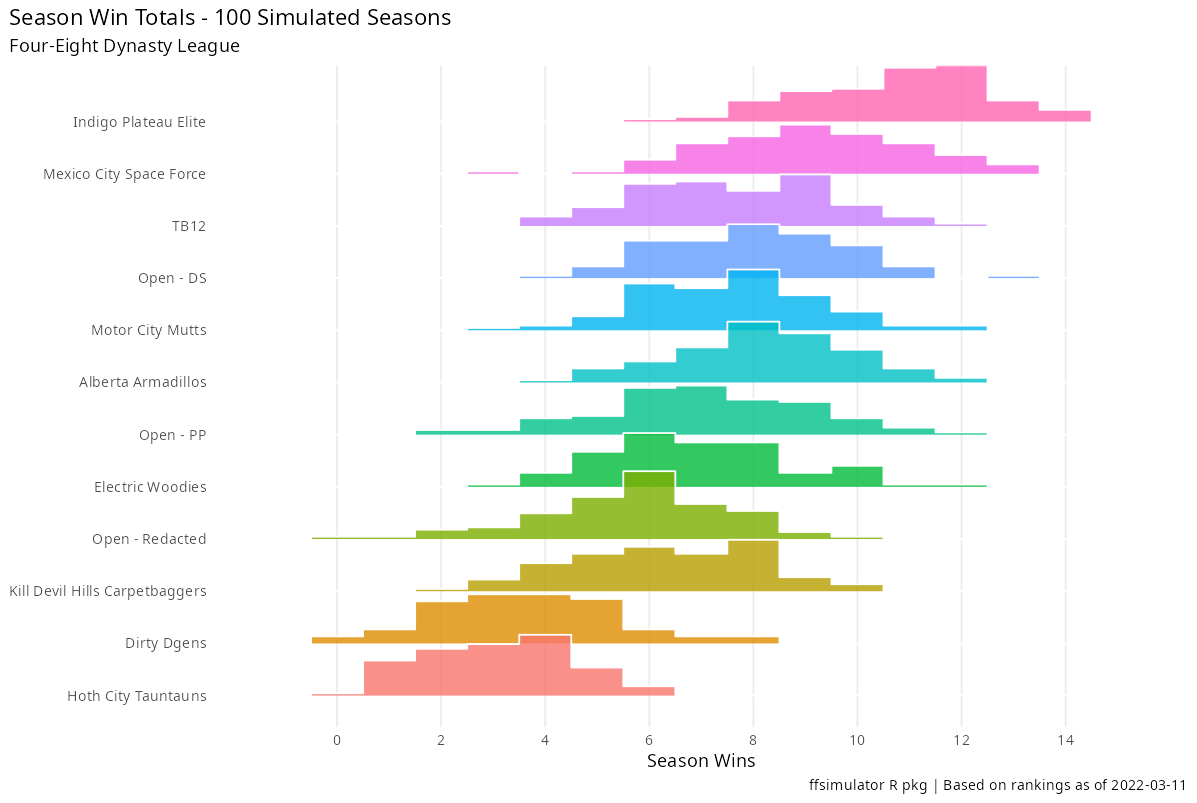 Season Win Totals - 100 Simulated Seasons
Four-Eight Dynasty League
Indigo Plateau Elite
Mexico City Space Force
TB12
Open - DS
Motor City Mutts
Alberta Armadillos
Open - PP
Electric Woodies
Open - Redacted
Kill Devil Hills Carpetbaggers
Dirty Dgens
Hoth City Tauntauns
0 2 4 6 8 10 12 14
Season Wins
ffsimulator R pkg | Based on rankings as of 2022-03-11